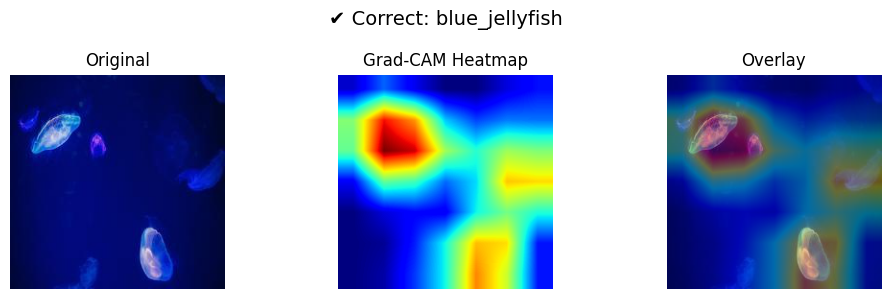 ✔ Correct: blue_jellyfish
Original
Grad-CAM Heatmap
Overlay